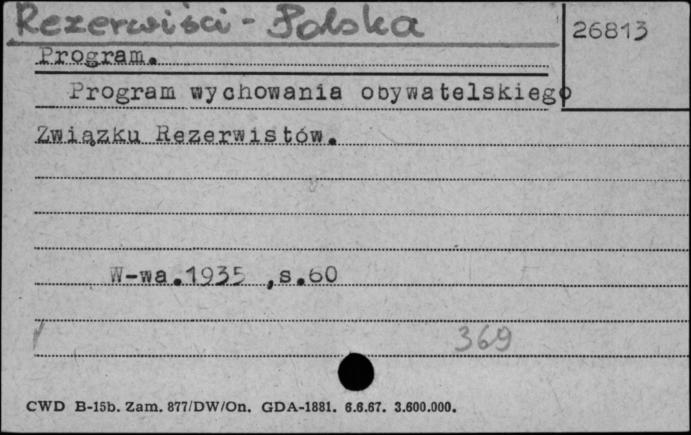 Rezerwiści - Polska
26813
Program.
Program wychowania obywatelskiego
Związku Rezerwistów.
W-wa.1935 ,s.60
369
CWD B-15b. Zam. 877/DW/On. GDA-1881. 6.6.67. 3.600.000.